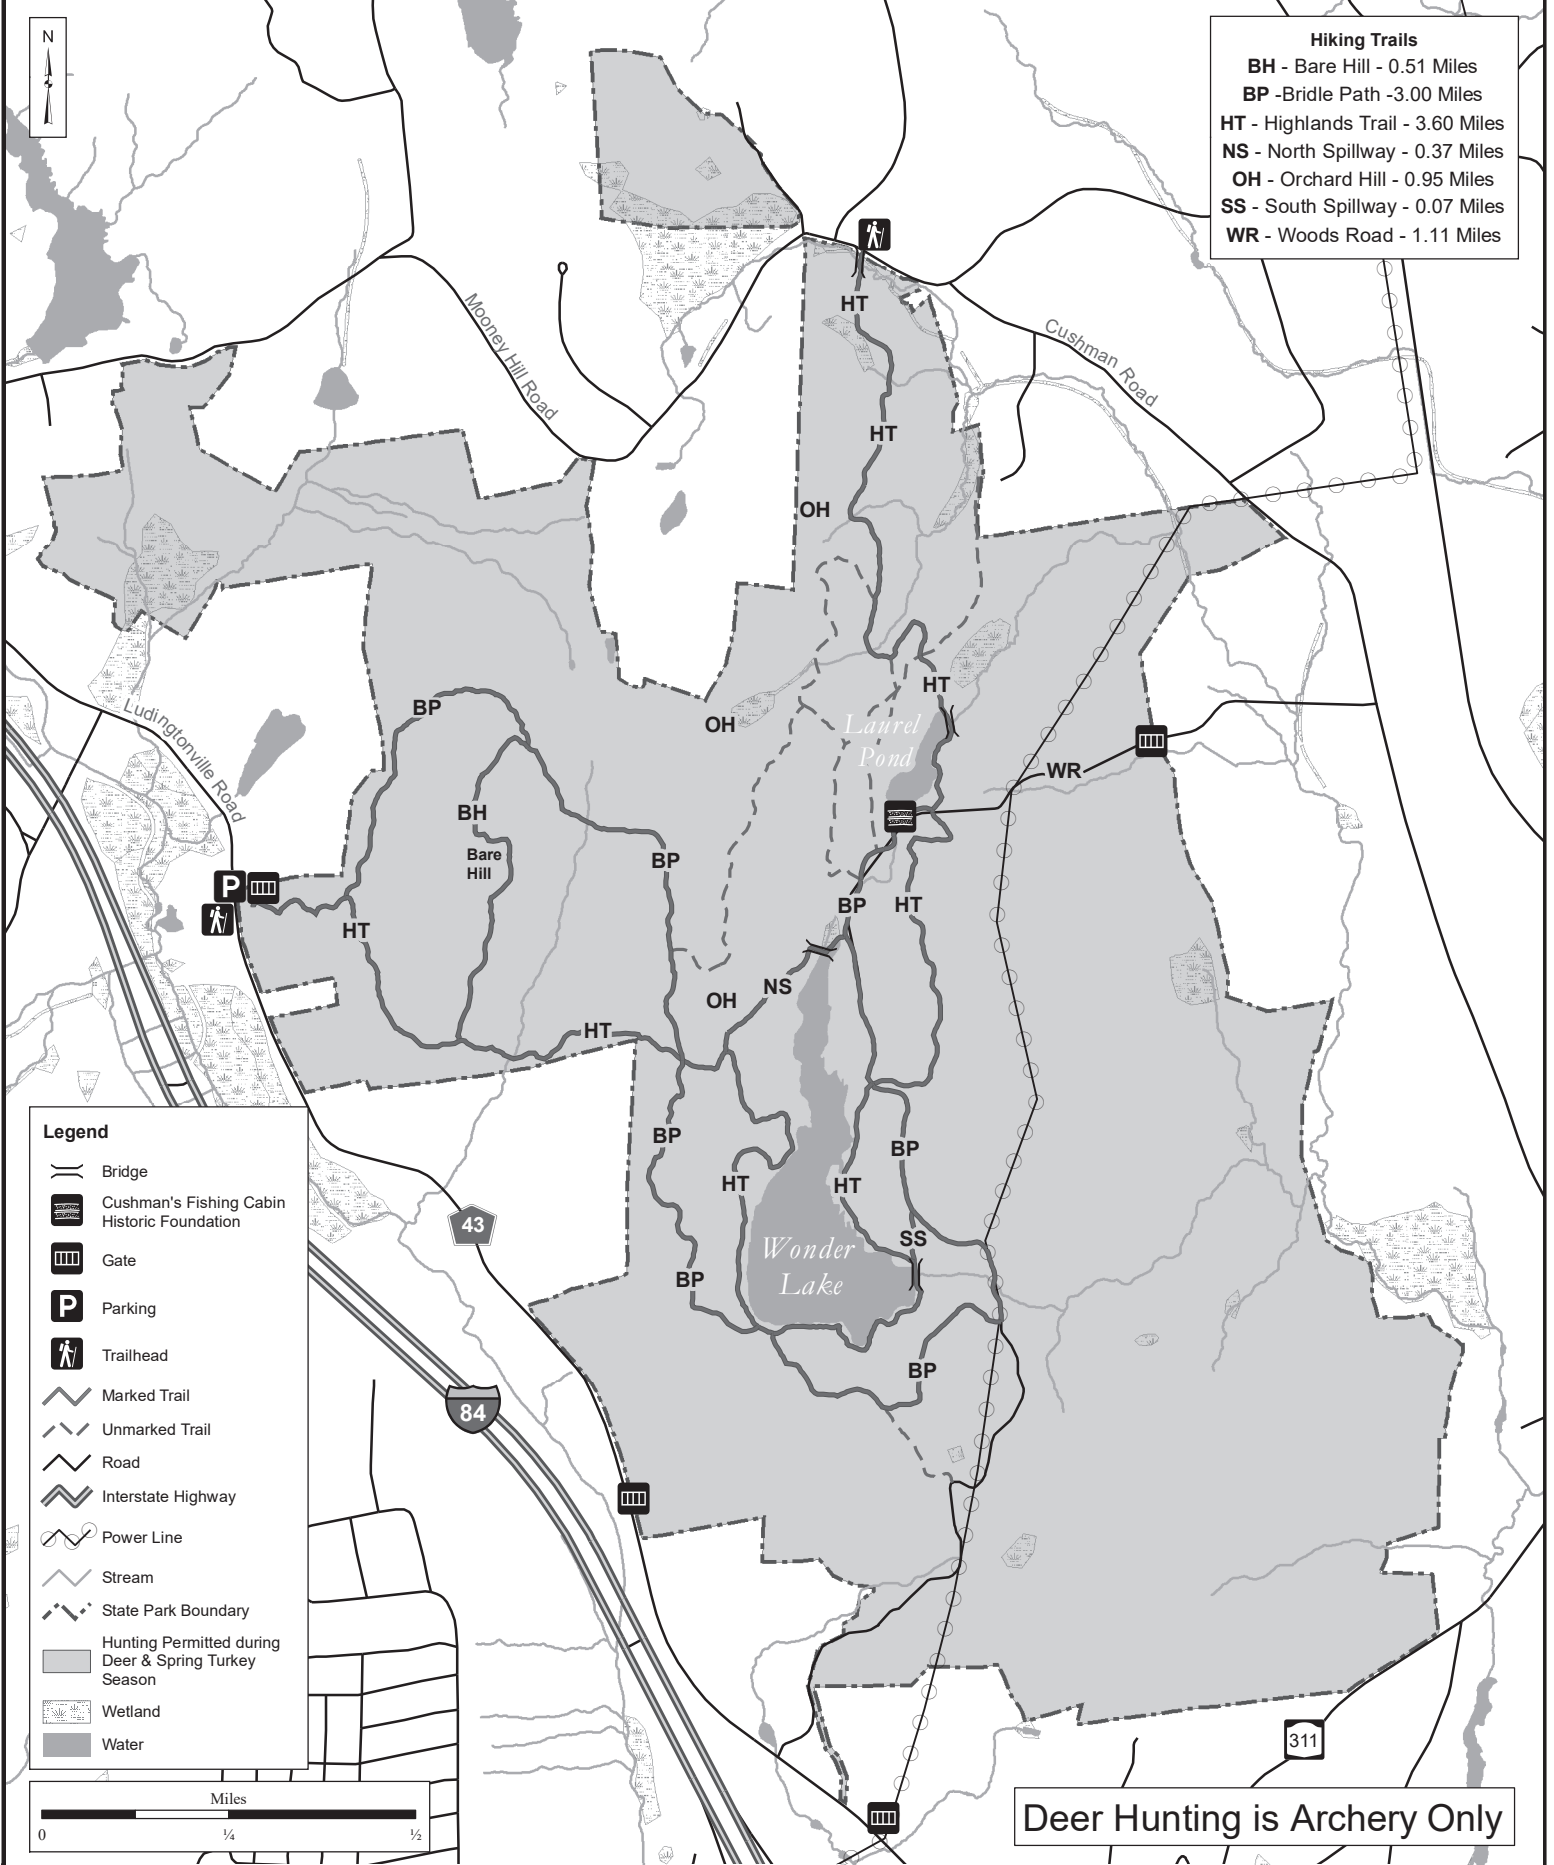 N
Hiking Trails
BH - Bare Hill - 0.51 Miles
BP -Bridle Path -3.00 Miles
HT - Highlands Trail - 3.60 Miles
NS - North Spillway - 0.37 Miles
OH - Orchard Hill - 0.95 Miles
SS - South Spillway - 0.07 Miles
WR - Woods Road - 1.11 Miles
HT
Mooney Hill Road
Cushman Road
HT
OH
HT
BP
Ludingtonville Road
OH
Laurel
Pond
WR
BH
Bare
Hill
BP
P
BP
HT
HT
NS
OH
HT
BP
BP
HT
HT
43
SS
Wonder
Lake
BP
BP
84
Legend
Bridge
Cushman's Fishing Cabin
Historic Foundation
Gate
P
Parking
Trailhead
Marked Trail
Unmarked Trail
Road
Interstate Highway
Power Line
Stream
State Park Boundary
Hunting Permitted during
Deer & Spring Turkey
Season
Wetland
Water
311
Miles
0 ¼ ½
Deer Hunting is Archery Only